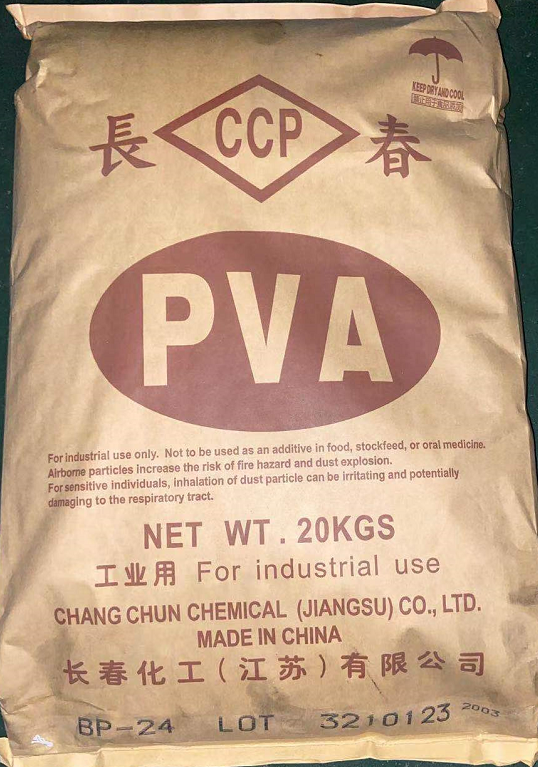 KEEP DRY AND COOL
長 CCP 春
PVA
For industrial use only. Not to be used as an additive in food, stockfeed, or oral medicine.
Airborne particles increase the risk of fire hazard and dust explosion.
For sensitive individuals, inhalation of dust particle can be irritating and potentially
damaging to the respiratory tract.
NET WT. 20KGS
工业用 For industrial use
CHANG CHUN CHEMICAL (JIANGSU) CO., LTD.
MADE IN CHINA
长春化工(江苏)有限公司
BP-24 LOT 3210123 2003